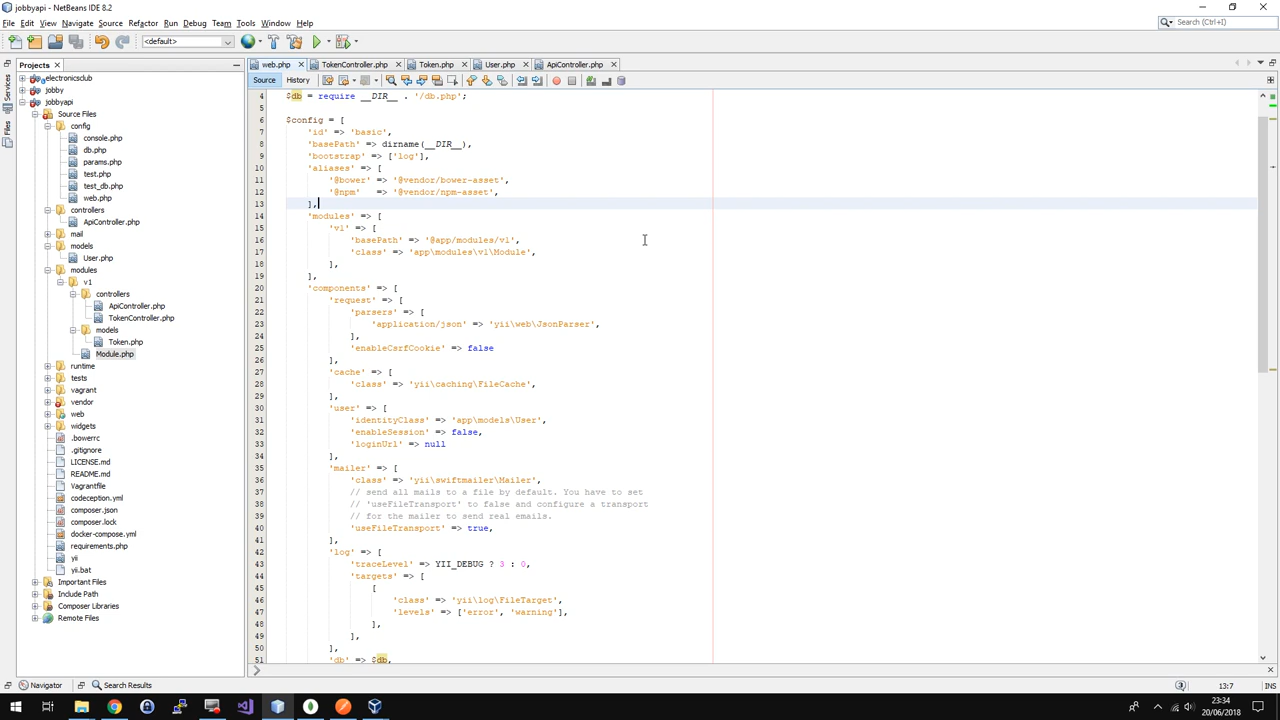 jobbyapi - NetBeans IDE 8.2
File Edit View Navigate Source Refactor Run Debug Team Tools Window Help
Search (Ctrl+I)
<default>
Projects
web.php TokenController.php Token.php User.php ApiController.php
Source History
Services
Files
electronicsclub
jobby
jobbyapi
Source Files
config
console.php
db.php
params.php
test.php
test_db.php
web.php
controllers
ApiController.php
mail
models
User.php
modules
v1
controllers
ApiController.php
TokenController.php
models
Token.php
Module.php
runtime
tests
vagrant
vendor
web
widgets
.bowerrc
.gitignore
LICENSE.md
README.md
Vagrantfile
codeception.yml
composer.json
composer.lock
docker-compose.yml
requirements.php
yii
yii.bat
Important Files
Include Path
Composer Libraries
Remote Files
4 $db = require __DIR__ . '/db.php';
5
6 $config = [
7 'id' => 'basic',
8 'basePath' => dirname(__DIR__),
9 'bootstrap' => ['log'],
10 'aliases' => [
11 '@bower' => '@vendor/bower-asset',
12 '@npm' => '@vendor/npm-asset',
13 ],
14 'modules' => [
15 'v1' => [
16 'basePath' => '@app/modules/v1',
17 'class' => 'app\modules\v1\Module',
18 ],
19 ],
20 'components' => [
21 'request' => [
22 'parsers' => [
23 'application/json' => 'yii\web\JsonParser',
24 ],
25 'enableCsrfCookie' => false
26 ],
27 'cache' => [
28 'class' => 'yii\caching\FileCache',
29 ],
30 'user' => [
31 'identityClass' => 'app\models\User',
32 'enableSession' => false,
33 'loginUrl' => null
34 ],
35 'mailer' => [
36 'class' => 'yii\swiftmailer\Mailer',
37 // send all mails to a file by default. You have to set
38 // 'useFileTransport' to false and configure a transport
39 // for the mailer to send real emails.
40 'useFileTransport' => true,
41 ],
42 'log' => [
43 'traceLevel' => YII_DEBUG ? 3 : 0,
44 'targets' => [
45 [
46 'class' => 'yii\log\FileTarget',
47 'levels' => ['error', 'warning'],
48 ],
49 ],
50 ],
51 'db' => $db,
Navigator Search Results
13:7 INS
23:34
20/06/2018